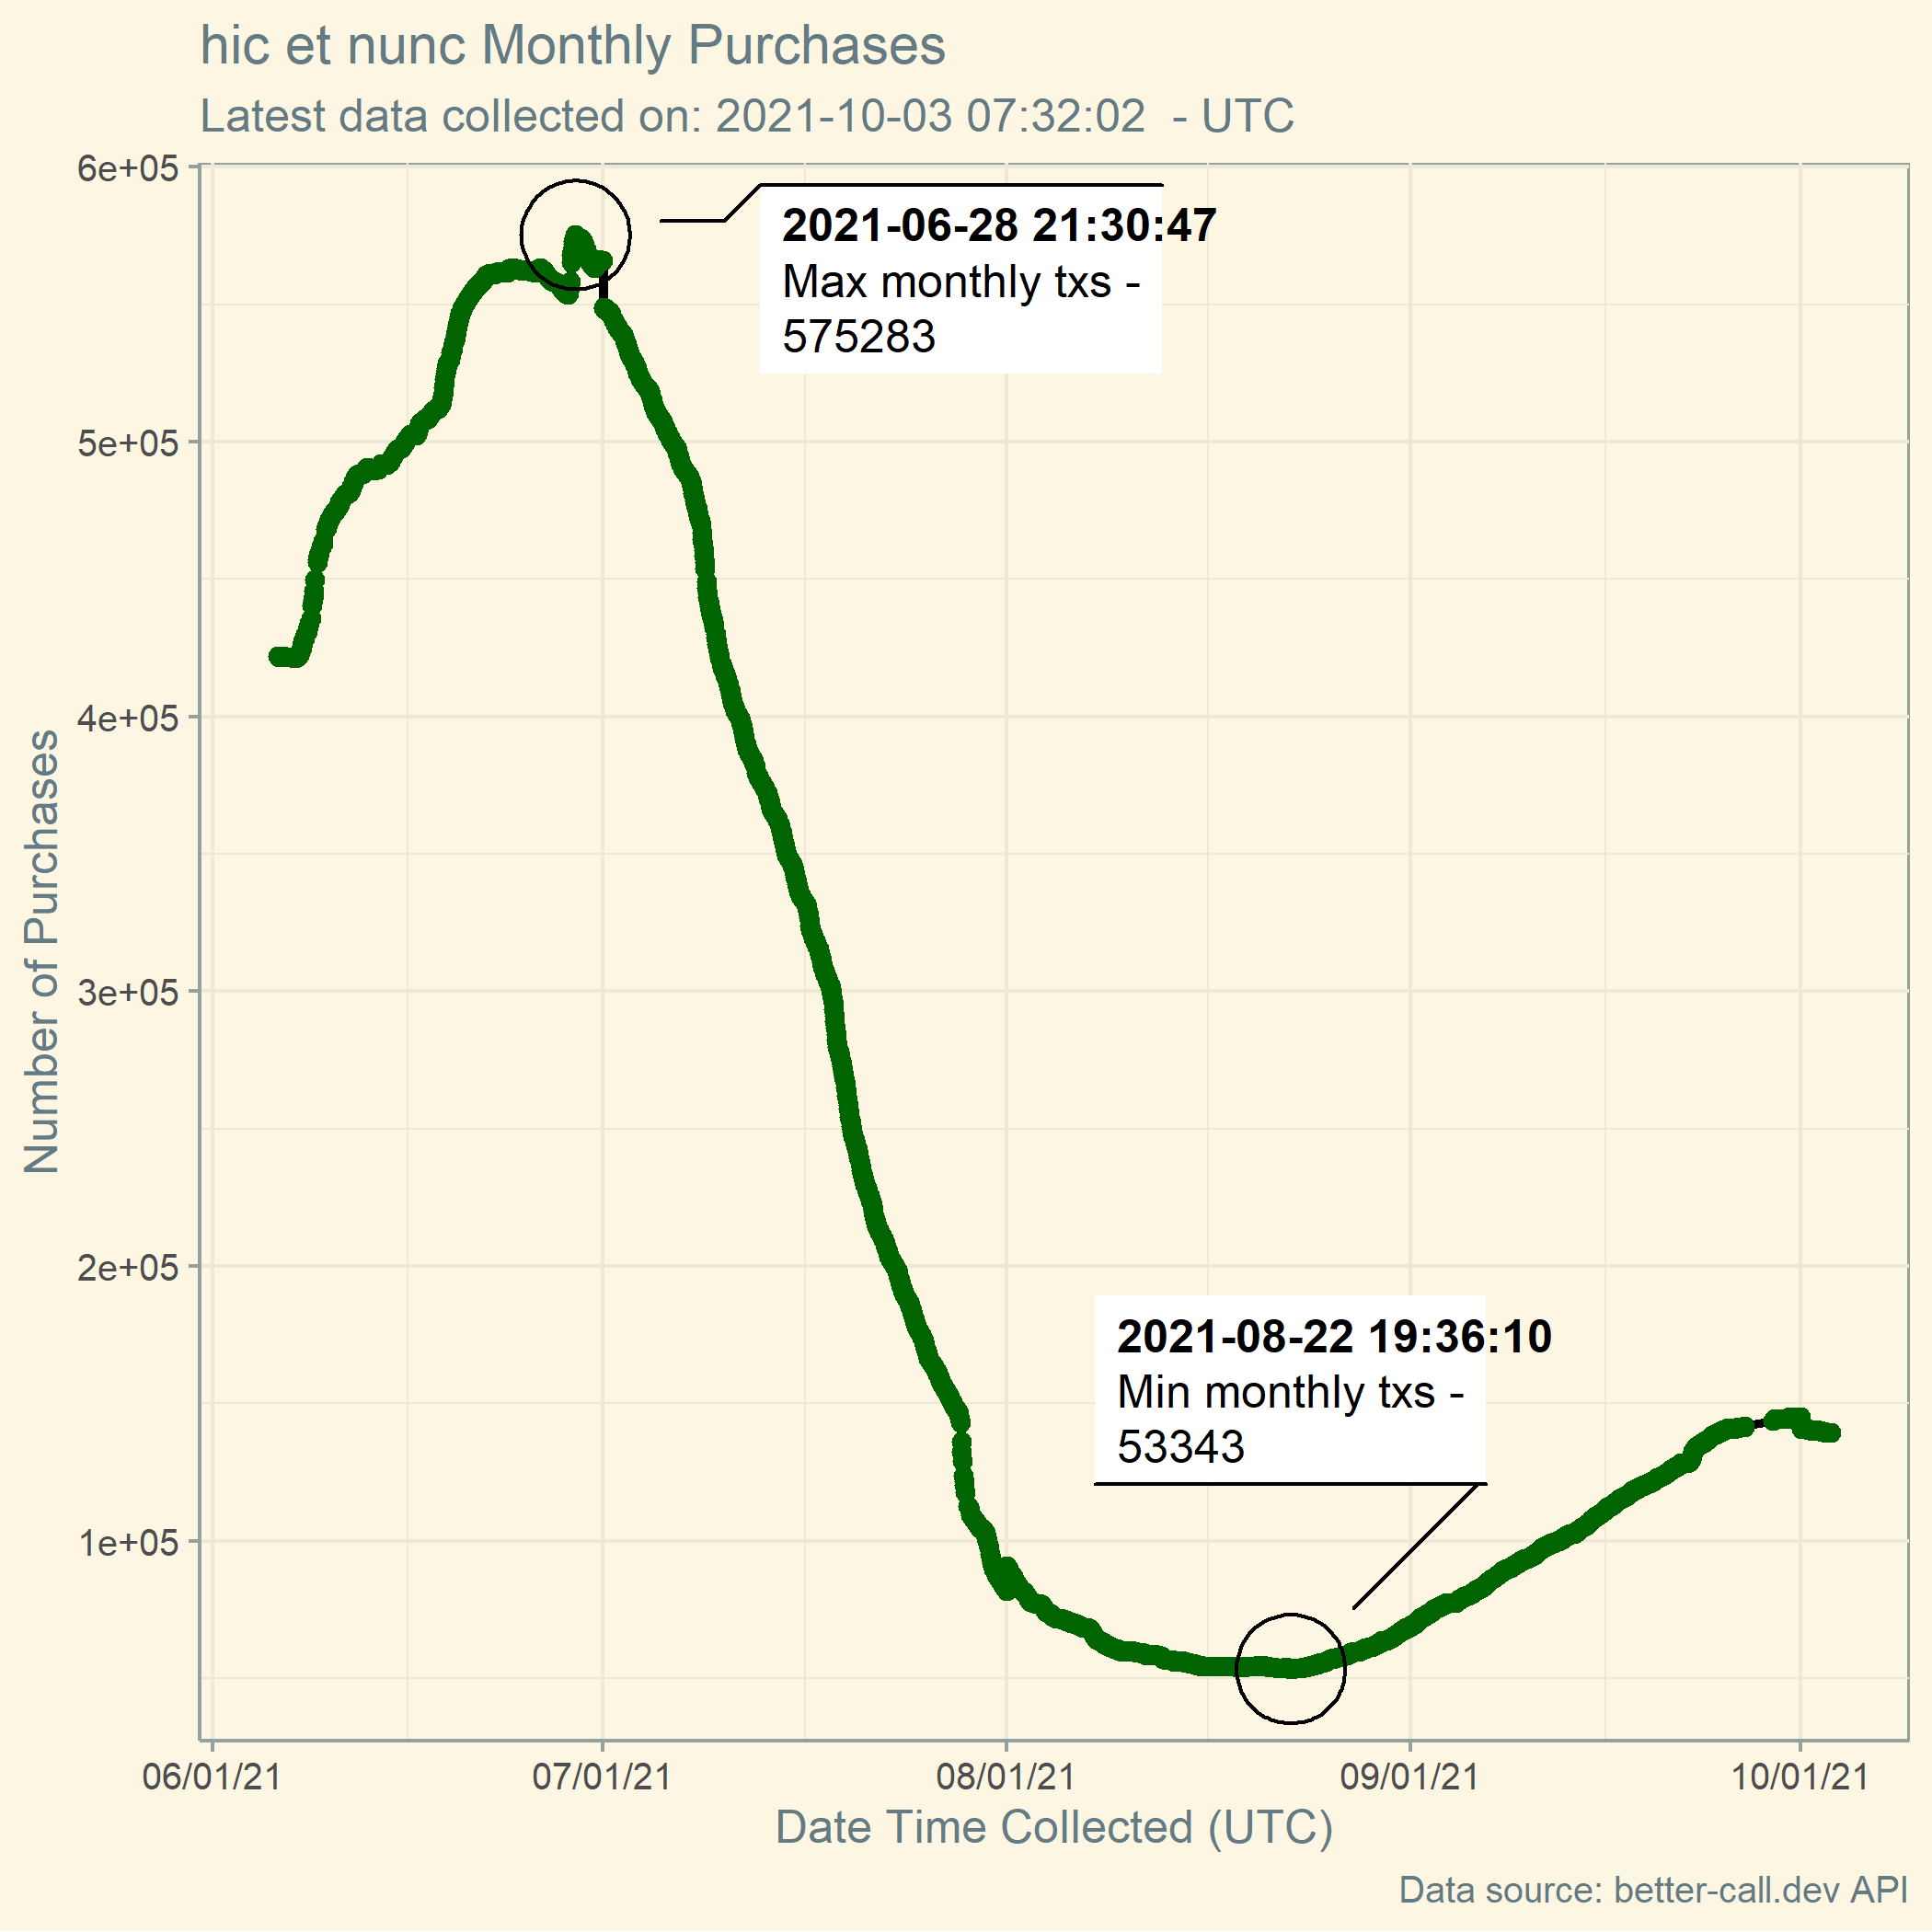 hic et nunc Monthly Purchases
Latest data collected on: 2021-10-03 07:32:02  - UTC
6e+05
5e+05
4e+05
3e+05
2e+05
1e+05
Number of Purchases
2021-06-28 21:30:47
Max monthly txs -
575283
2021-08-22 19:36:10
Min monthly txs -
53343
06/01/21
07/01/21
08/01/21
09/01/21
10/01/21
Date Time Collected (UTC)
Data source: better-call.dev API